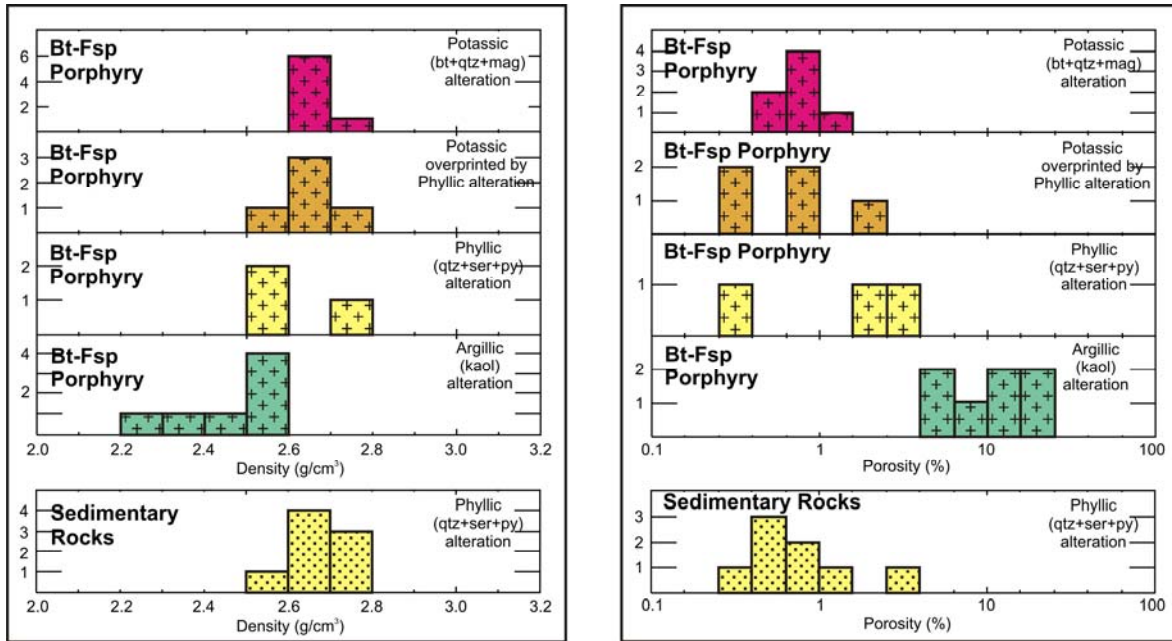 Bt-Fsp
Porphyry
Potassic
(bt+qtz+mag)
alteration
6
4
2
Bt-Fsp
Porphyry
Potassic
overprinted by
Phyllic alteration
3
2
1
Bt-Fsp
Porphyry
Phyllic
(qtz+ser+py)
alteration
2
1
Bt-Fsp
Porphyry
Argillic
(kaol)
alteration
4
2
2.0 2.2 2.4 2.6 2.8 3.0 3.2
Density (g/cm³)
Sedimentary
Rocks
Phyllic
(qtz+ser+py)
alteration
4
3
2
1
2.0 2.2 2.4 2.6 2.8 3.0 3.2
Density (g/cm³)
Bt-Fsp
Porphyry
Potassic
(bt+qtz+mag)
alteration
4
3
2
1
Bt-Fsp Porphyry
Potassic
overprinted by
Phyllic alteration
2
1
Bt-Fsp Porphyry
Phyllic
(qtz+ser+py)
alteration
1
Bt-Fsp
Porphyry
Argillic
(kaol)
alteration
2
1
0.1 1 10 100
Porosity (%)
Sedimentary Rocks
Phyllic
(qtz+ser+py)
alteration
3
2
1
0.1 1 10 100
Porosity (%)